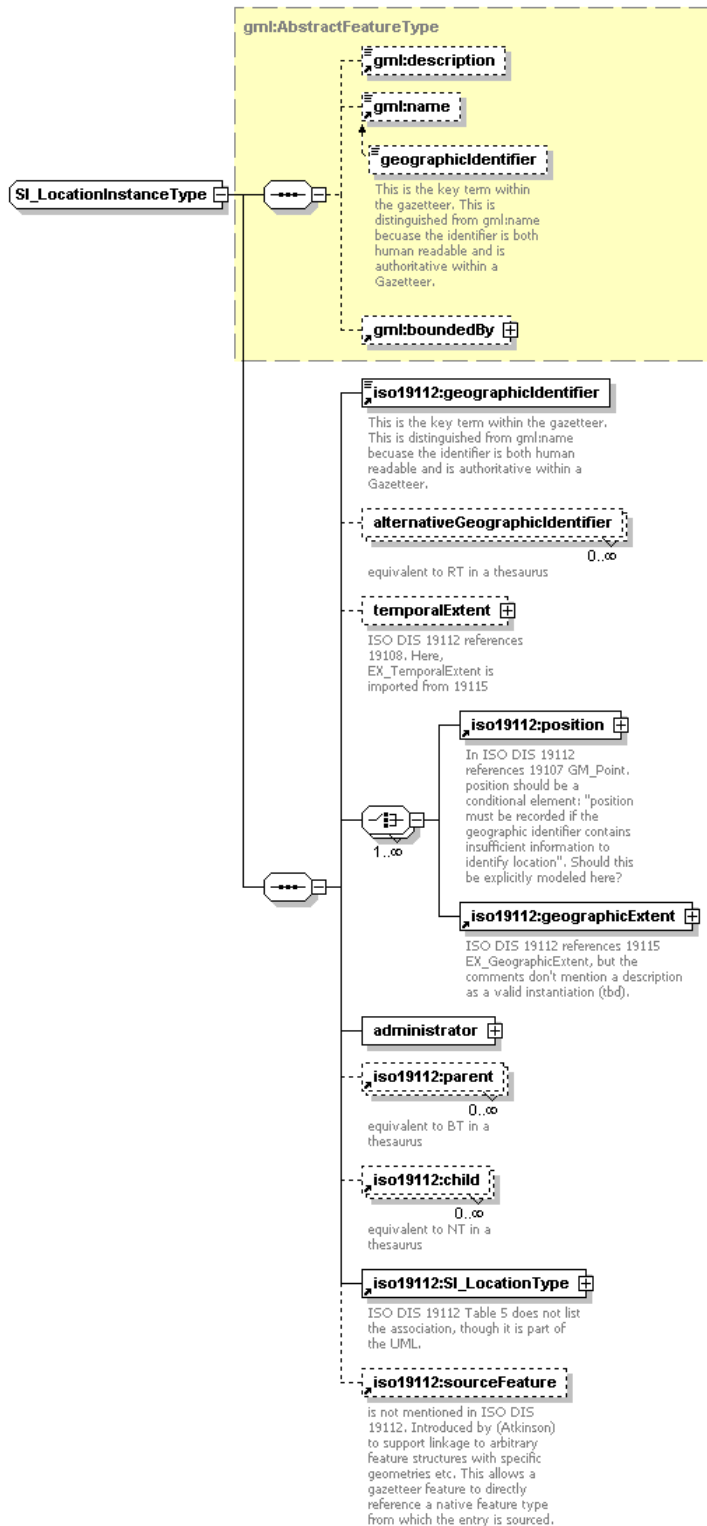 gml:AbstractFeatureType
gml:description
gml:name
geographicIdentifier
This is the key term within
the gazetteer. This is
distinguished from gml:name
becuase the identifier is both
human readable and is
authoritative within a
Gazetteer.
SI_LocationInstanceType
gml:boundedBy
iso19112:geographicIdentifier
This is the key term within the gazetteer.
This is distinguished from gml:name
becuase the identifier is both human
readable and is authoritative within a
Gazetteer.
alternativeGeographicIdentifier
0..∞
equivalent to RT in a thesaurus
temporalExtent
ISO DIS 19112 references
19108. Here,
EX_TemporalExtent is
imported from 19115
iso19112:position
In ISO DIS 19112
references 19107 GM_Point.
position should be a
conditional element: "position
must be recorded if the
geographic identifier contains
insufficient information to
identify location". Should this
be explicitly modeled here?
1..∞
iso19112:geographicExtent
ISO DIS 19112 references 19115
EX_GeographicExtent, but the
comments don't mention a description
as a valid instantiation (tbd).
administrator
iso19112:parent
0..∞
equivalent to BT in a
thesaurus
iso19112:child
0..∞
equivalent to NT in a
thesaurus
iso19112:SI_LocationType
ISO DIS 19112 Table 5 does not list
the association, though it is part of
the UML.
iso19112:sourceFeature
is not mentioned in ISO DIS
19112. Introduced by (Atkinson)
to support linkage to arbitrary
feature structures with specific
geometries etc. This allows a
gazetteer feature to directly
reference a native feature type
from which the entry is sourced.